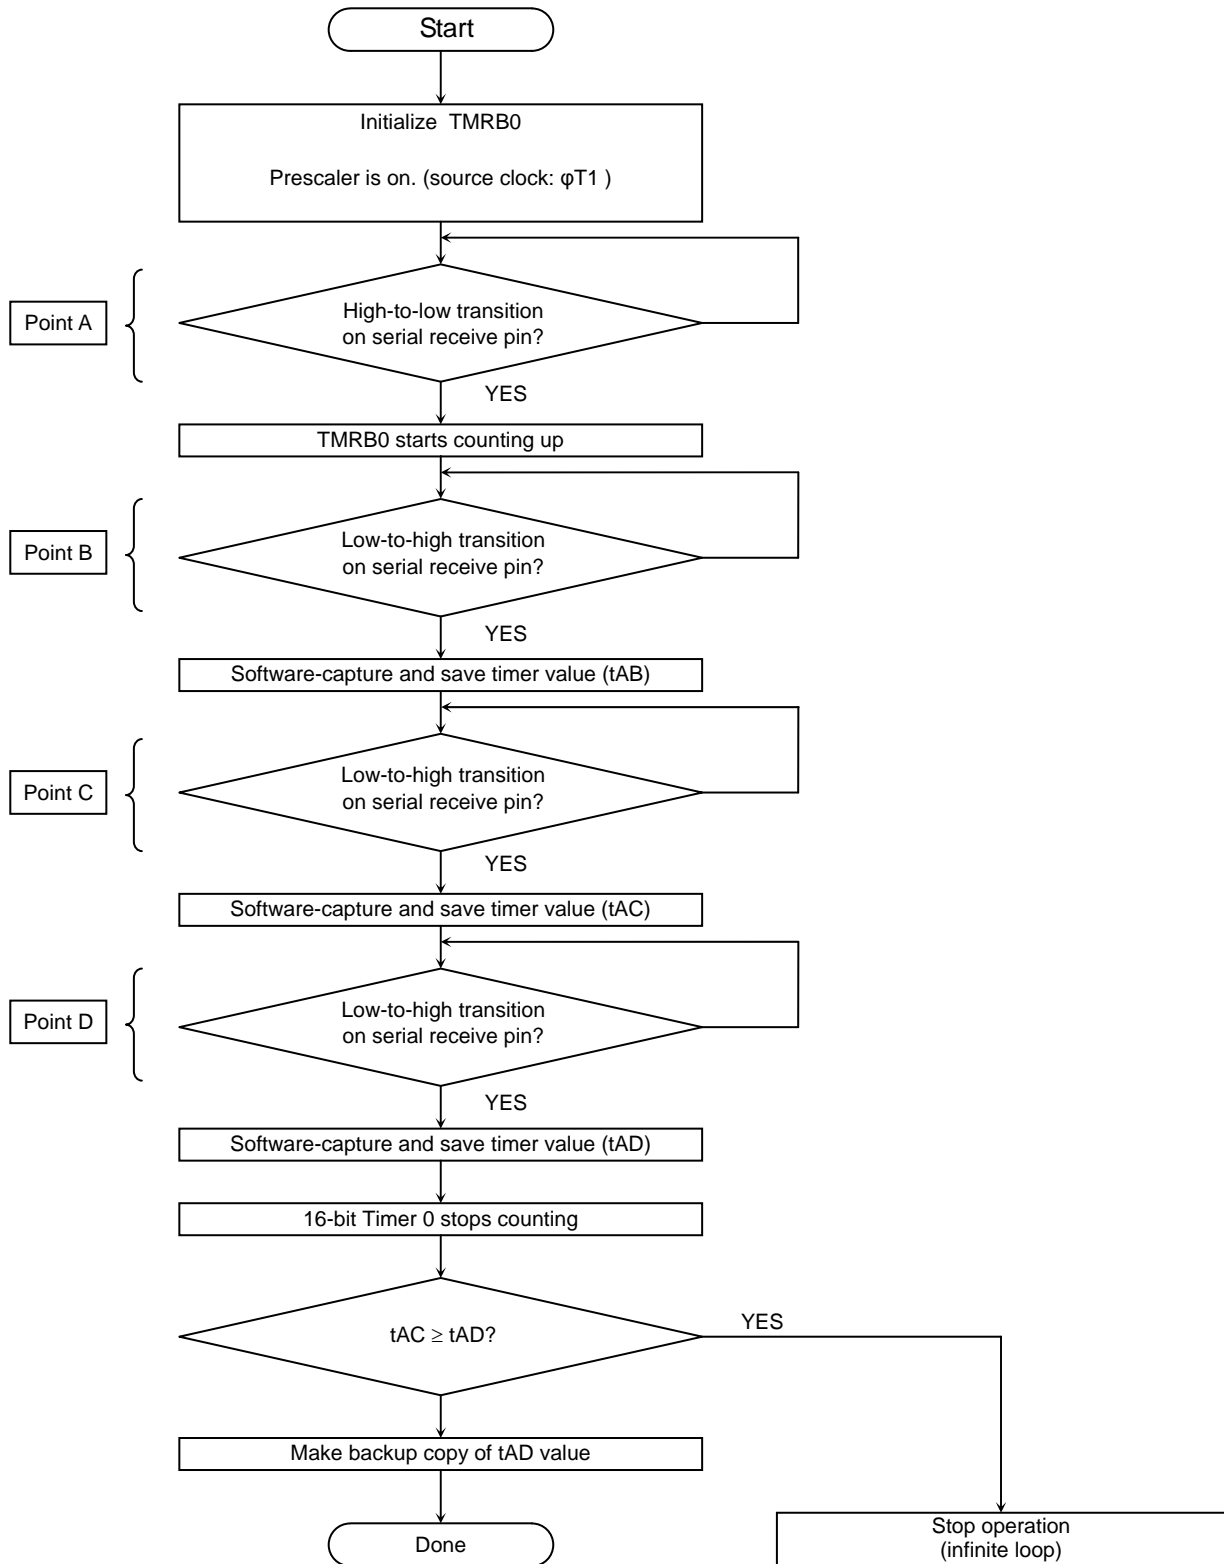 Start
Initialize TMRB0
Prescaler is on. (source clock: φT1 )
Point A
High-to-low transition
on serial receive pin?
YES
TMRB0 starts counting up
Point B
Low-to-high transition
on serial receive pin?
YES
Software-capture and save timer value (tAB)
Point C
Low-to-high transition
on serial receive pin?
YES
Software-capture and save timer value (tAC)
Point D
Low-to-high transition
on serial receive pin?
YES
Software-capture and save timer value (tAD)
16-bit Timer 0 stops counting
tAC ≥ tAD?
YES
Make backup copy of tAD value
Done
Stop operation
(infinite loop)